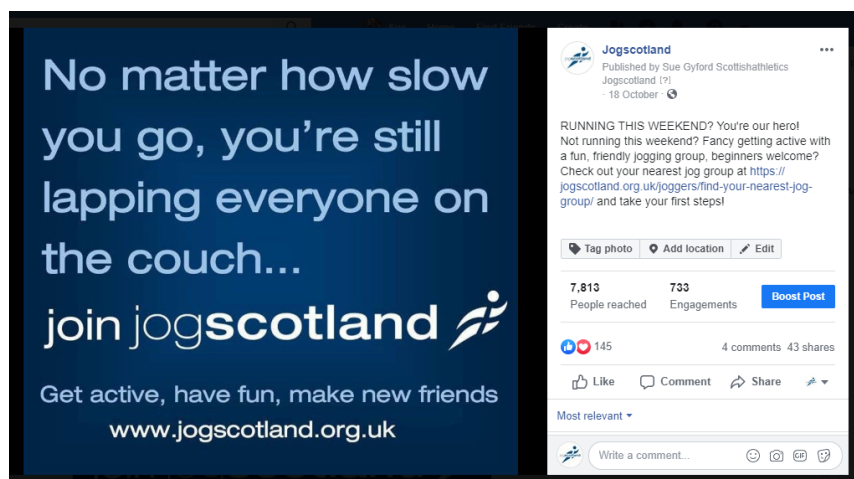 No matter how slow
you go, you're still
lapping everyone on
the couch...
join jogscotland
Get active, have fun, make new friends
www.jogscotland.org.uk
Jogscotland
Published by Sue Gyford Scottishathletics
Jogscotland [?]
· 18 October ·
RUNNING THIS WEEKEND? You're our hero!
Not running this weekend? Fancy getting active with
a fun, friendly jogging group, beginners welcome?
Check out your nearest jog group at https://
jogscotland.org.uk/joggers/find-your-nearest-jog-
group/ and take your first steps!
Tag photo Add location Edit
7,813 733
People reached Engagements Boost Post
145 4 comments 43 shares
Like Comment Share
Most relevant
Write a comment... GIF